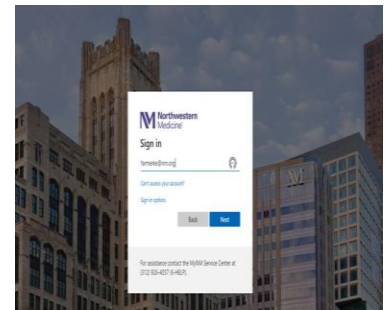 Northwestern
Medicine
Sign in
Can't access your account?
Sign-in options
Back
Next
For assistance contact the MyNM Service Center at
(312) 926-4357 (6-HELP).